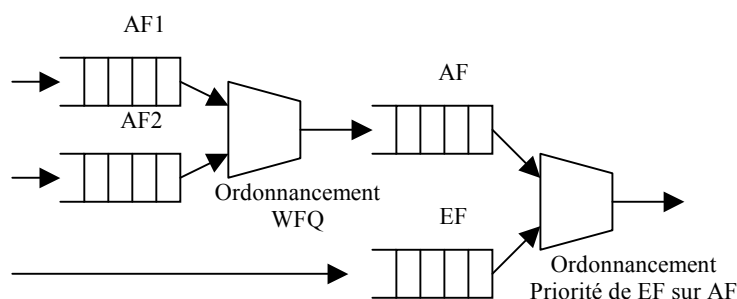 AF1
AF
AF2
Ordonnancement
WFQ
EF
Ordonnancement
Priorité de EF sur AF